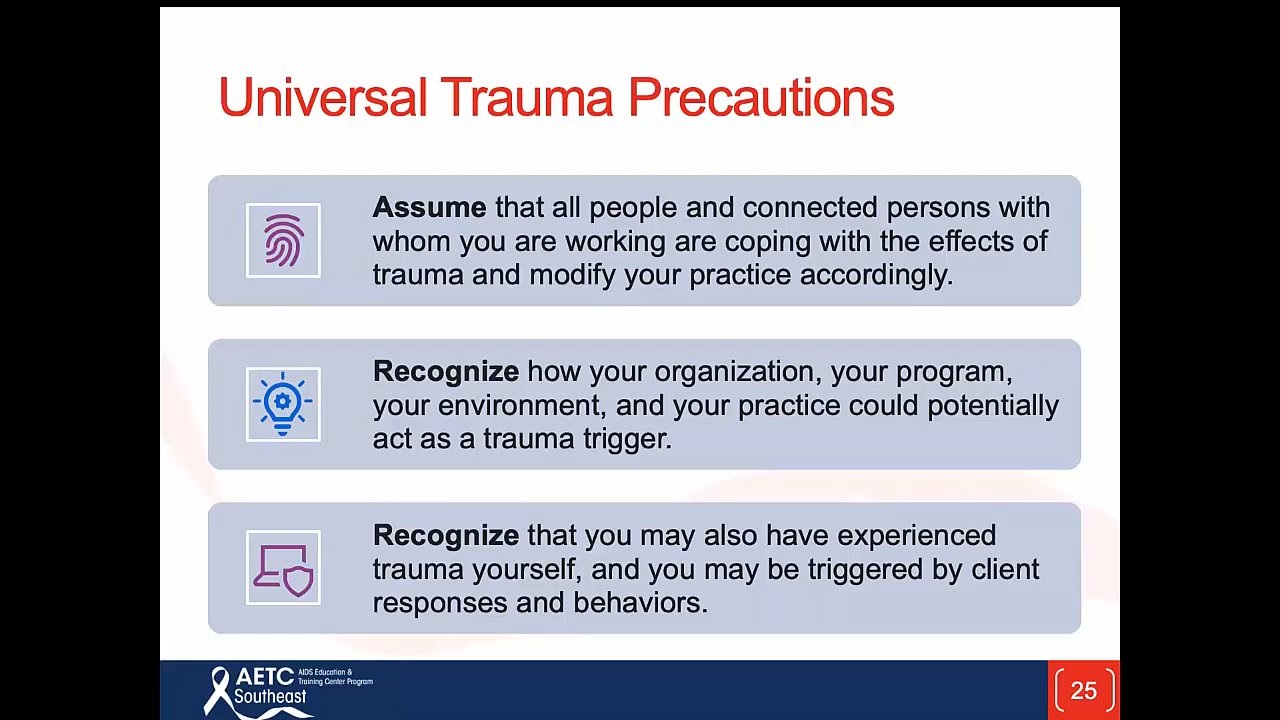 Universal Trauma Precautions
Assume that all people and connected persons with
whom you are working are coping with the effects of
trauma and modify your practice accordingly.
Recognize how your organization, your program,
your environment, and your practice could potentially
act as a trauma trigger.
Recognize that you may also have experienced
trauma yourself, and you may be triggered by client
responses and behaviors.
AETC AIDS Education &
Training Center Program
Southeast
25